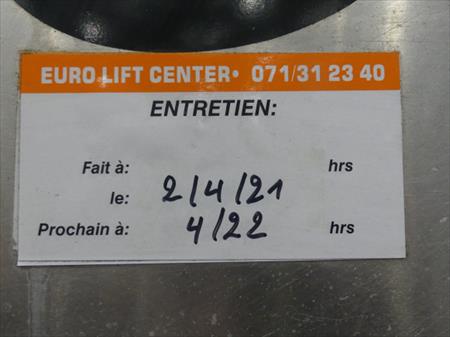 EURO LIFT CENTER• 071/31 23 40
ENTRETIEN:
Fait à: hrs
le: 2/4/21
Prochain à: 4/22 hrs